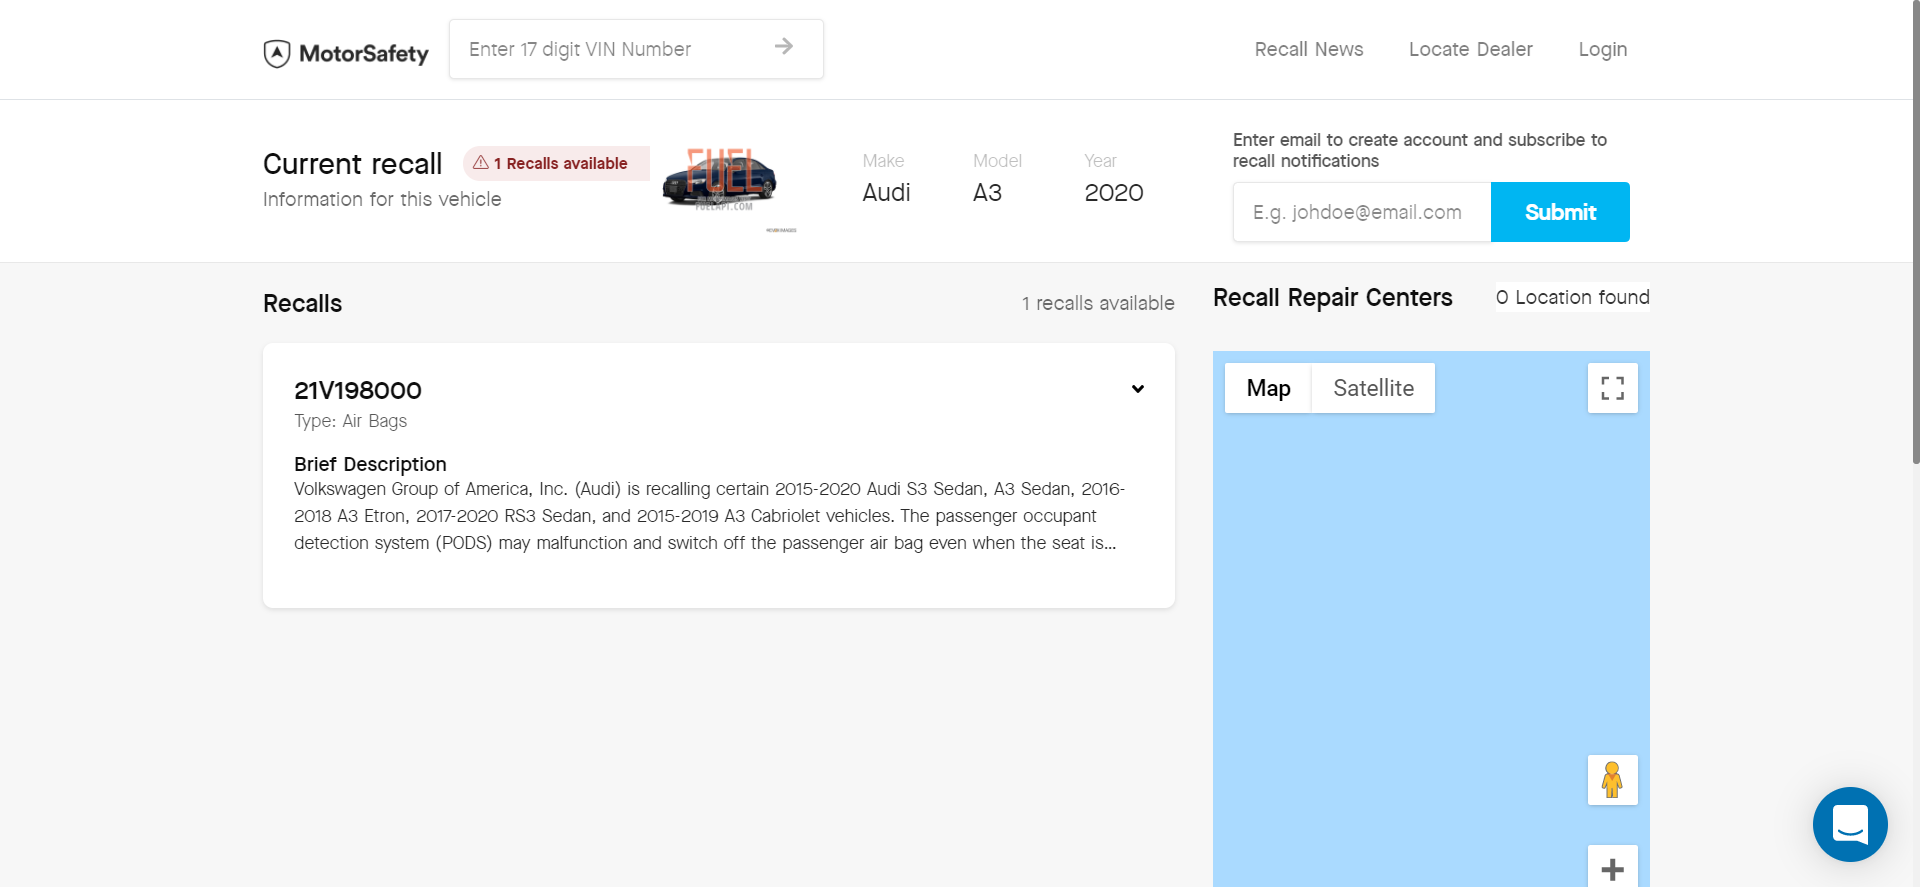 MotorSafety
Enter 17 digit VIN Number
Recall News
Locate Dealer
Login
Current recall
1 Recalls available
Information for this vehicle
FUEL
FUELAPI.COM
Make
Audi
Model
A3
Year
2020
Enter email to create account and subscribe to
recall notifications
E.g. johdoe@email.com
Submit
Recalls
1 recalls available
21V198000
Type: Air Bags
Brief Description
Volkswagen Group of America, Inc. (Audi) is recalling certain 2015-2020 Audi S3 Sedan, A3 Sedan, 2016-
2018 A3 Etron, 2017-2020 RS3 Sedan, and 2015-2019 A3 Cabriolet vehicles. The passenger occupant
detection system (PODS) may malfunction and switch off the passenger air bag even when the seat is...
Recall Repair Centers
0 Location found
Map
Satellite